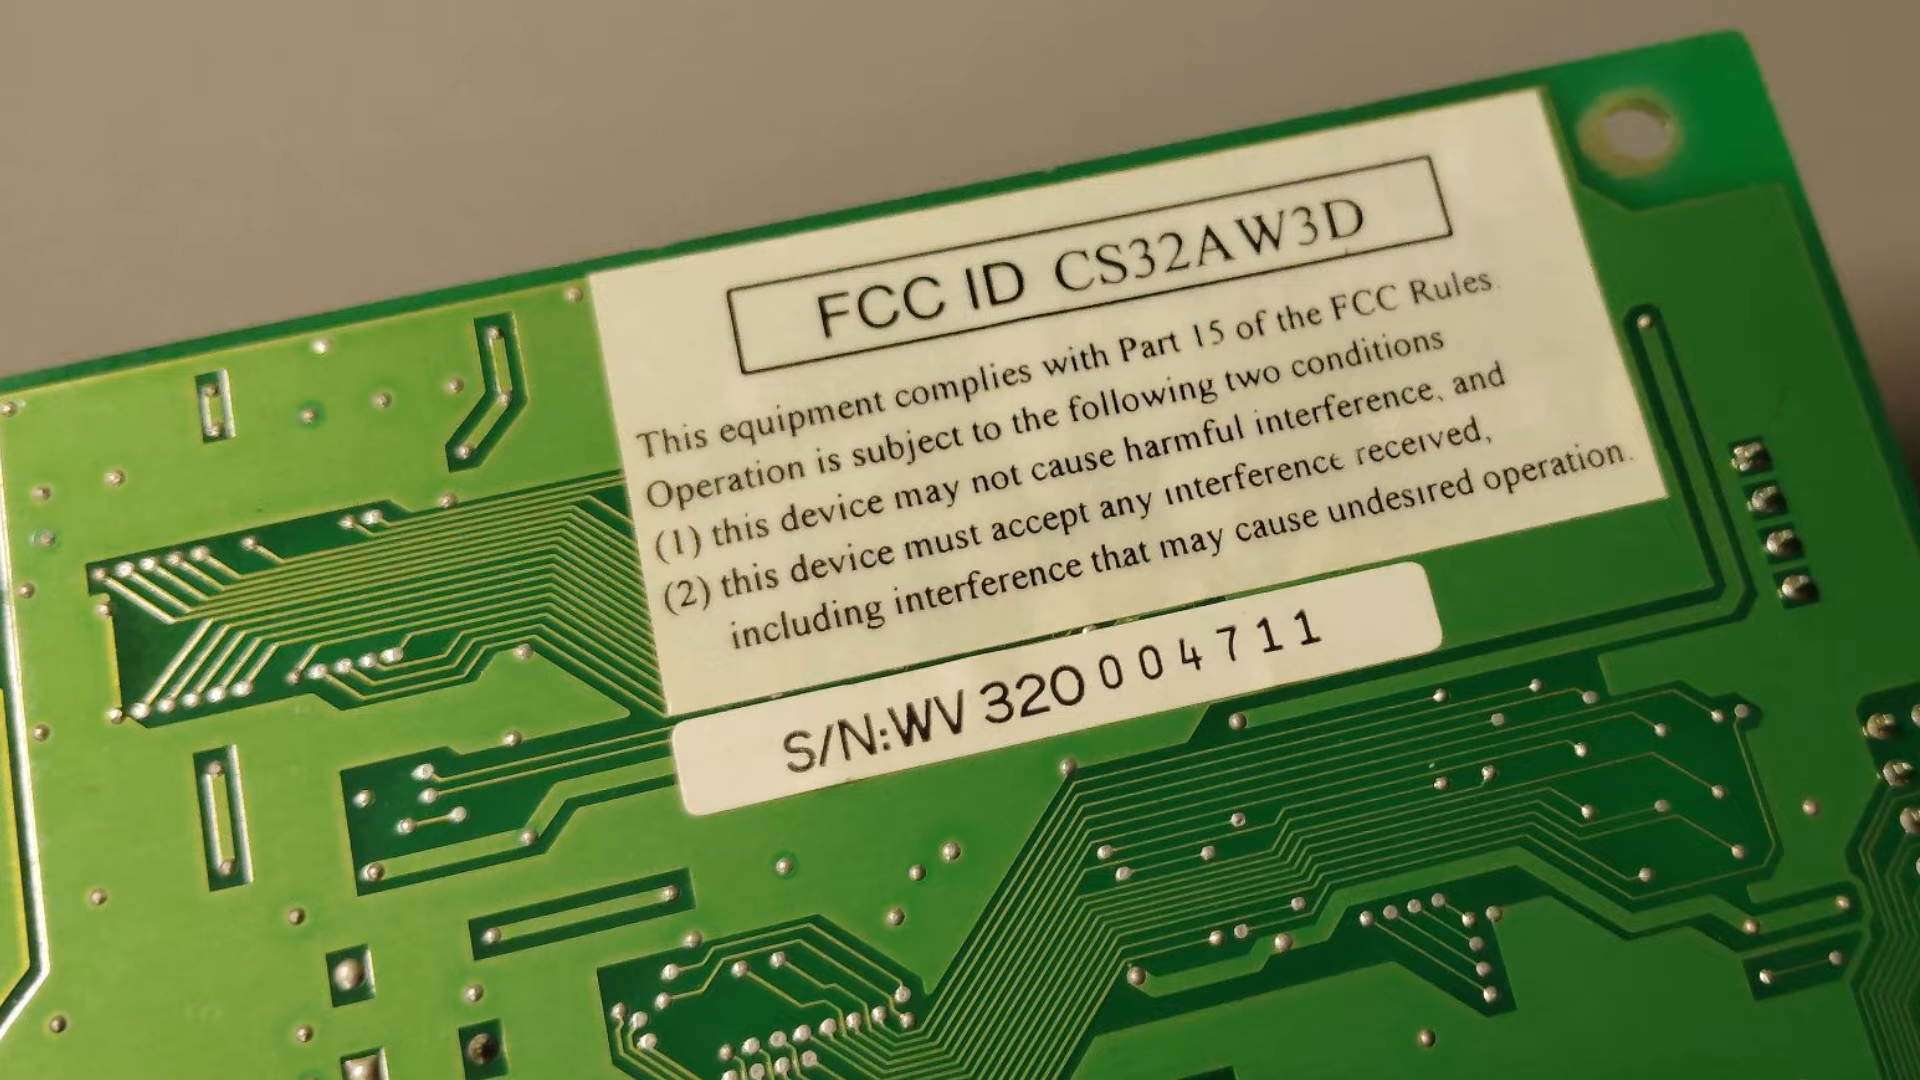 FCC ID CS32AW3D
This equipment complies with Part 15 of the FCC Rules.
Operation is subject to the following two conditions
(1) this device may not cause harmful interference, and
(2) this device must accept any interference received,
including interference that may cause undesired operation.
S/N:WV 320004711